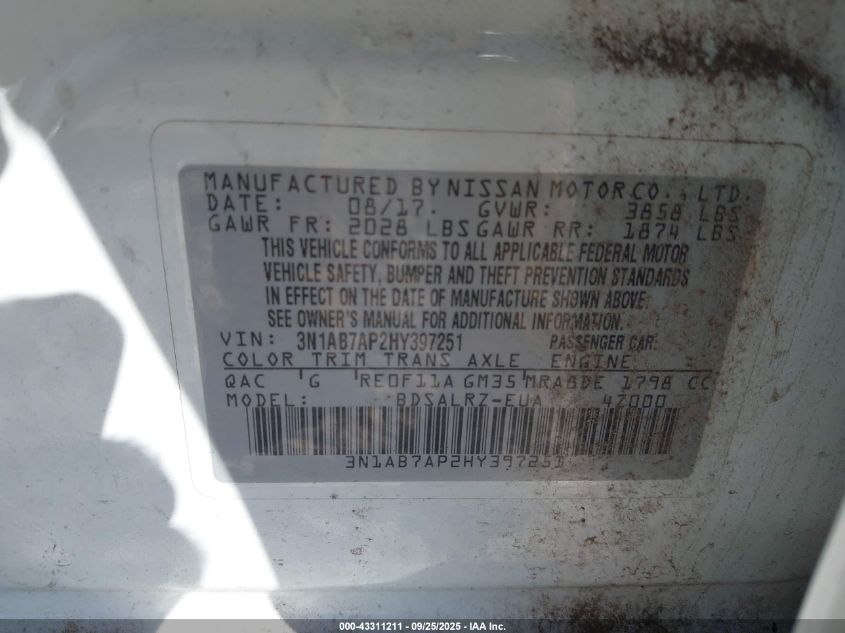 MANUFACTURED BY NISSAN MOTOR CO., LTD.
DATE: 08/17. GVWR: 3858 LBS
GAWR FR: 2028 LBS GAWR RR: 1874 LBS
THIS VEHICLE CONFORMS TO ALL APPLICABLE FEDERAL MOTOR
VEHICLE SAFETY, BUMPER AND THEFT PREVENTION STANDARDS
IN EFFECT ON THE DATE OF MANUFACTURE SHOWN ABOVE.
SEE OWNER'S MANUAL FOR ADDITIONAL INFORMATION.
VIN: 3N1AB7AP2HY397251 PASSENGER CAR
COLOR TRIM TRANS AXLE ENGINE
QAC G RE0F11A GM35 MRA8DE 1798 CC
MODEL: BDSALRZ-EUA 4Z000
3N1AB7AP2HY397251
000-43311211 - 09/25/2025 - IAA Inc.